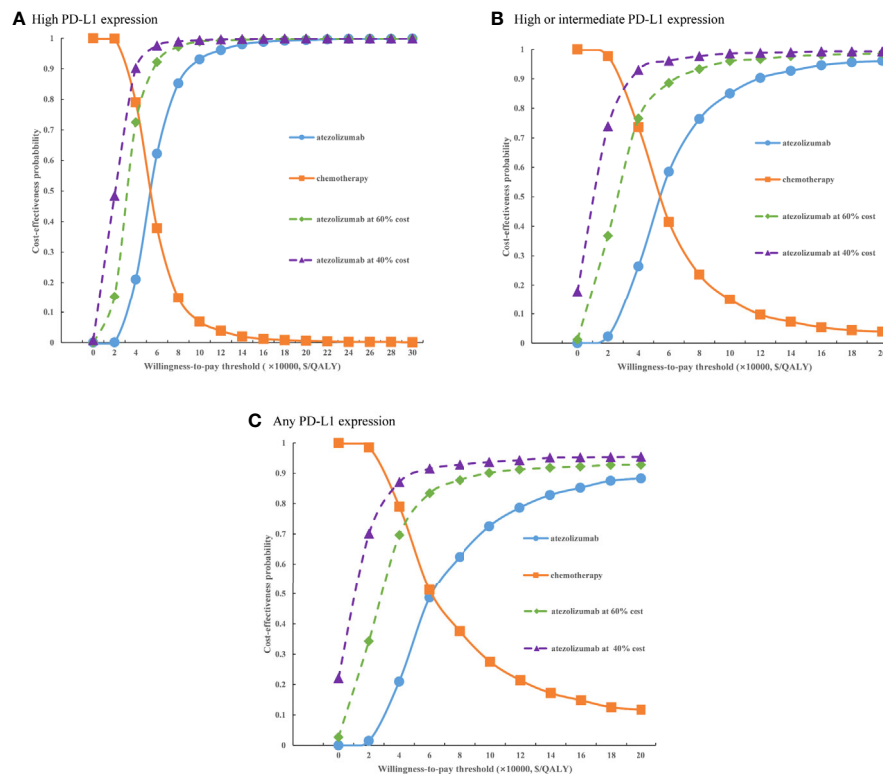 A High PD-L1 expression
Cost-effectiveness probabbility
1
0.9
0.8
0.7
0.6
0.5
0.4
0.3
0.2
0.1
0
atezolizumab
chemotherapy
atezolizumab at 60% cost
atezolizumab at 40% cost
0 2 4 6 8 10 12 14 16 18 20 22 24 26 28 30
Willingness-to-pay threshold (×10000, $/QALY)
B High or intermediate PD-L1 expression
Cost-effectiveness probability
1
0.9
0.8
0.7
0.6
0.5
0.4
0.3
0.2
0.1
0
atezolizumab
chemotherapy
atezolizumab at 60% cost
atezolizumab at 40% cost
0 2 4 6 8 10 12 14 16 18 20
Willingness-to-pay threshold (×10000, $/QALY)
C Any PD-L1 expression
Cost-effectiveness probability
1
0.9
0.8
0.7
0.6
0.5
0.4
0.3
0.2
0.1
0
atezolizumab
chemotherapy
atezolizumab at 60% cost
atezolizumab at 40% cost
0 2 4 6 8 10 12 14 16 18 20
Willingness-to-pay threshold (×10000, $/QALY)